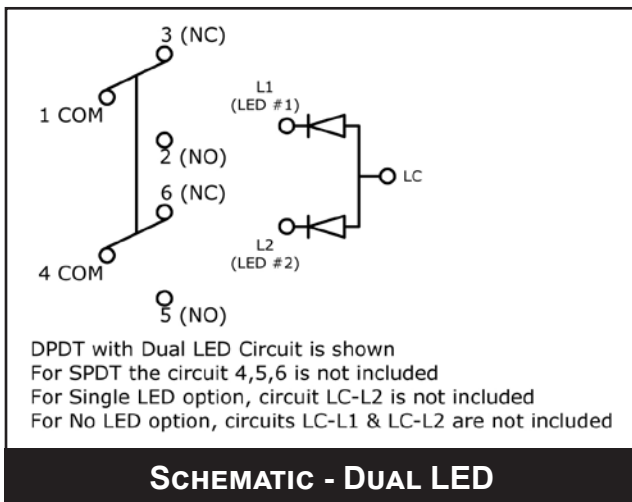 3 (NC)
1 COM
2 (NO)
6 (NC)
4 COM
5 (NO)
L1
(LED #1)
LC
L2
(LED #2)
DPDT with Dual LED Circuit is shown
For SPDT the circuit 4,5,6 is not included
For Single LED option, circuit LC-L2 is not included
For No LED option, circuits LC-L1 & LC-L2 are not included
SCHEMATIC - DUAL LED